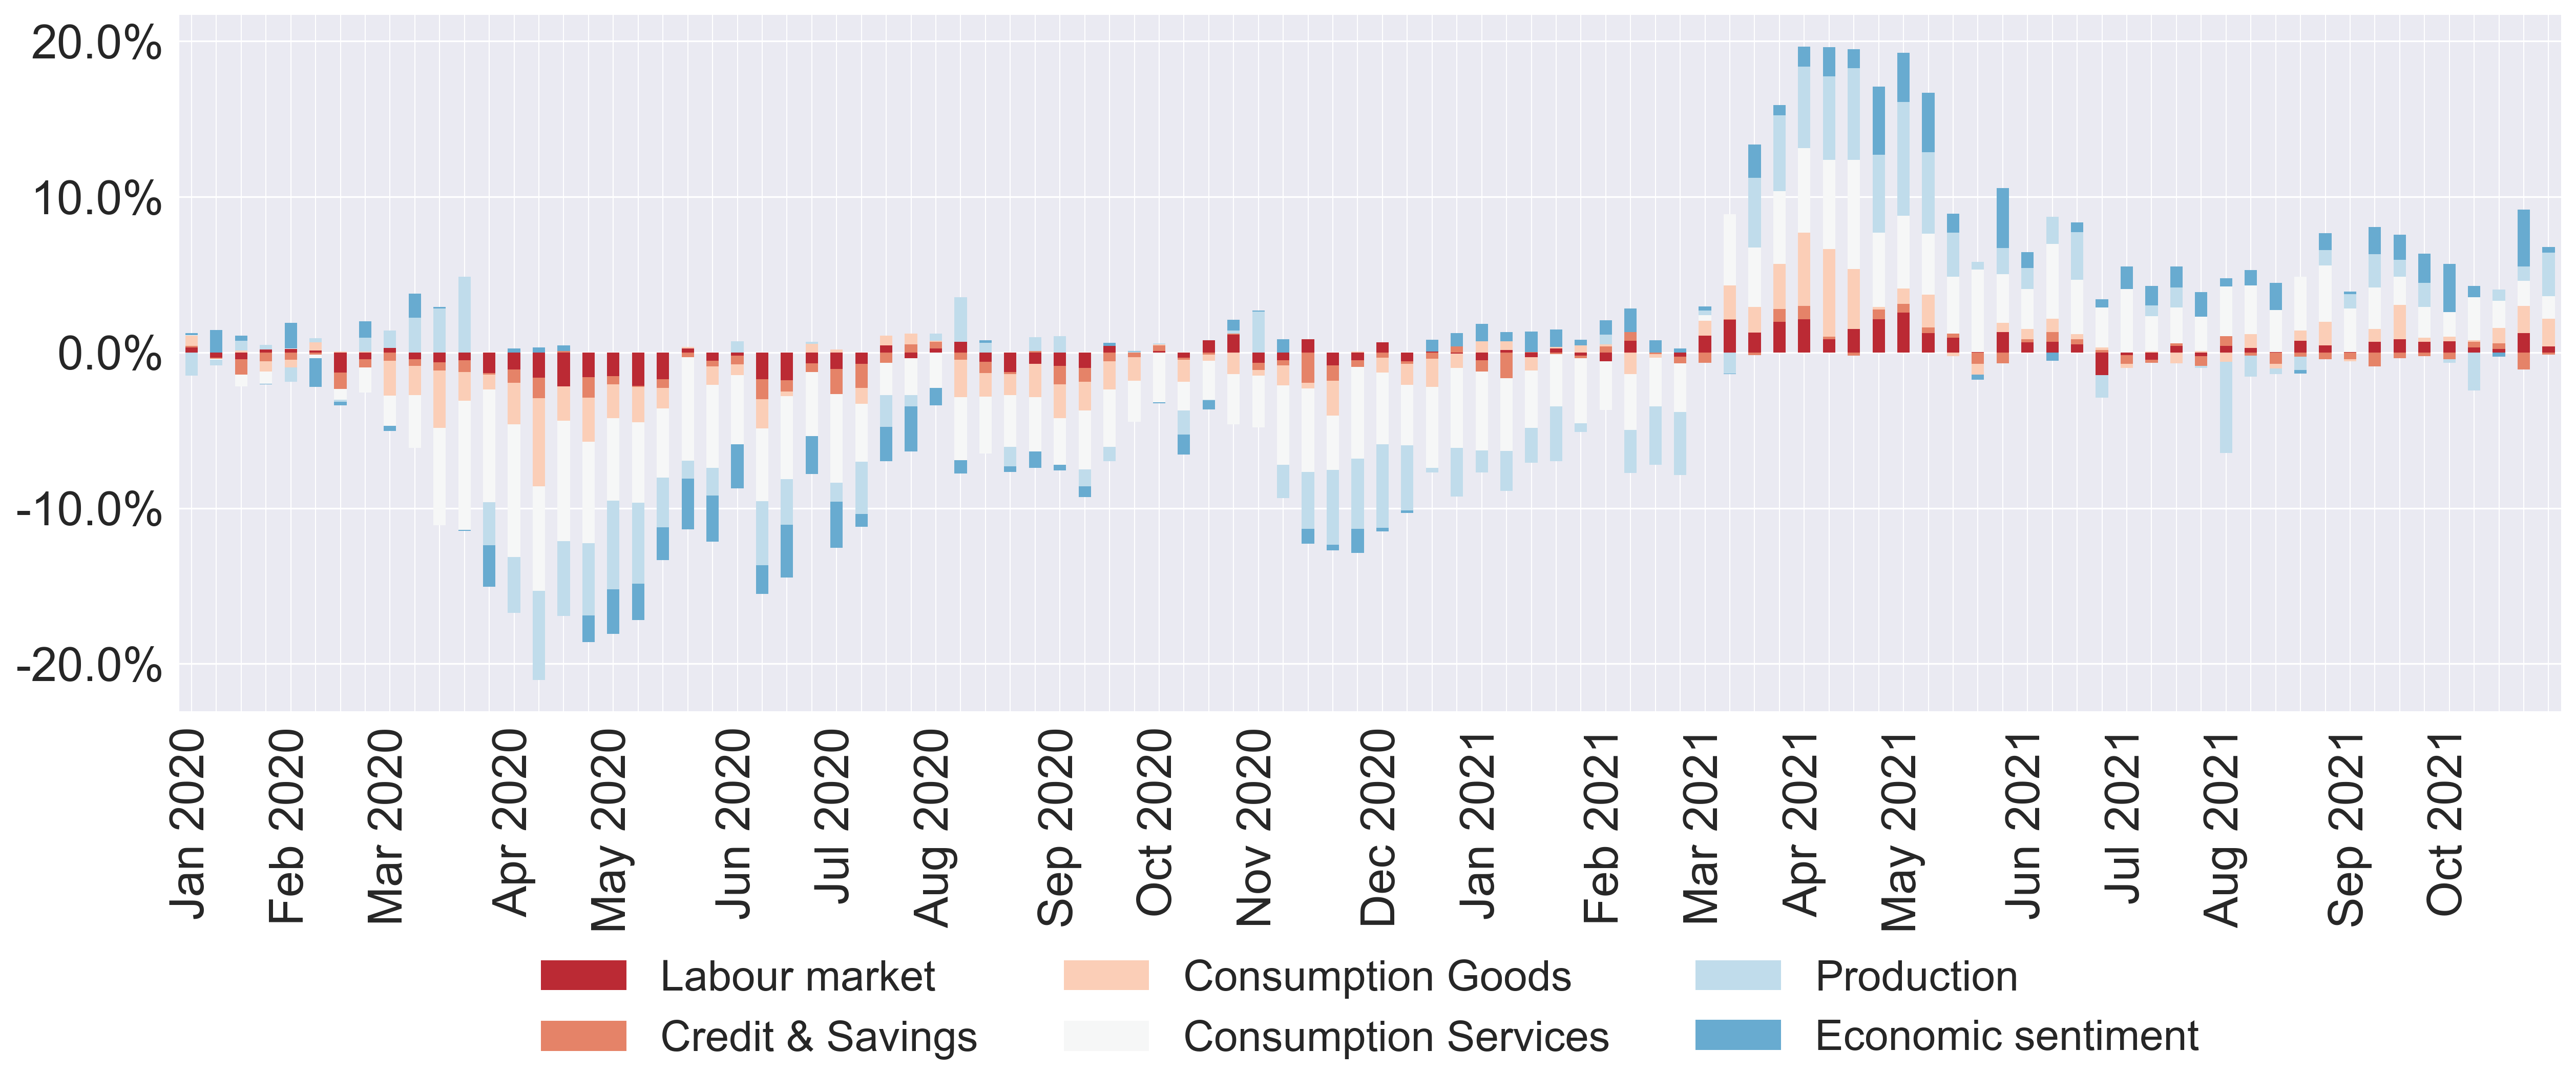 20.0%
10.0%
0.0%
-10.0%
-20.0%
Jan 2020
Feb 2020
Mar 2020
Apr 2020
May 2020
Jun 2020
Jul 2020
Aug 2020
Sep 2020
Oct 2020
Nov 2020
Dec 2020
Jan 2021
Feb 2021
Mar 2021
Apr 2021
May 2021
Jun 2021
Jul 2021
Aug 2021
Sep 2021
Oct 2021
Labour market
Credit & Savings
Consumption Goods
Consumption Services
Production
Economic sentiment